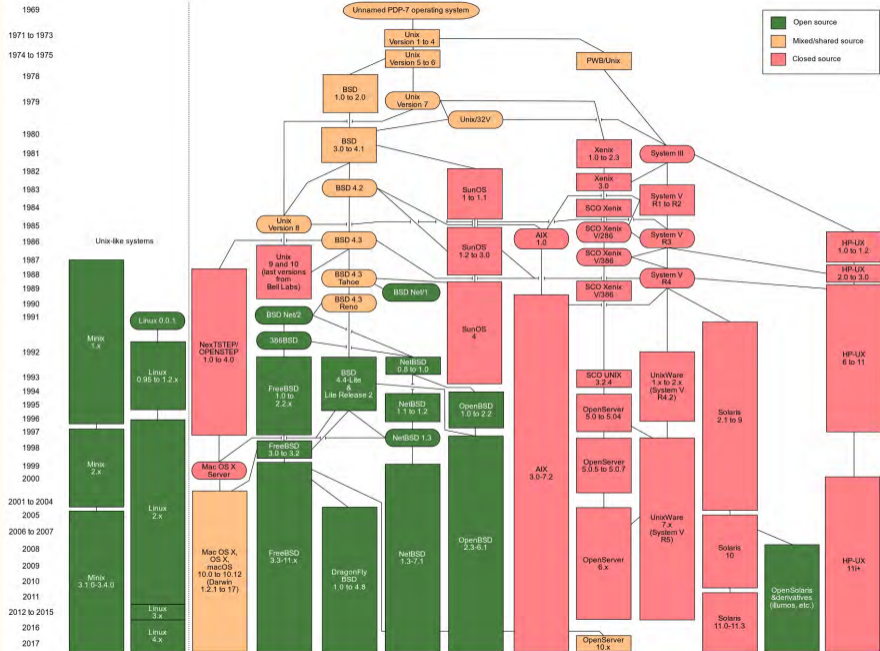 1969
1971 to 1973
1974 to 1975
1978
1979
1980
1981
1982
1983
1984
1985
1986
1987
1988
1989
1990
1991
1992
1993
1994
1995
1996
1997
1998
1999
2000
2001 to 2004
2005
2006 to 2007
2008
2009
2010
2011
2012 to 2015
2016
2017
Open source
Mixed/shared source
Closed source
Unnamed PDP-7 operating system
Unix
Version 1 to 4
Unix
Version 5 to 6
PWB/Unix
BSD
1.0 to 2.0
Unix
Version 7
Unix/32V
BSD
3.0 to 4.1
Xenix
1.0 to 2.3
System III
Xenix
3.0
SunOS
1 to 1.1
BSD 4.2
System V
R1 to R2
SCO Xenix
Unix
Version 8
SCO Xenix
V/286
AIX
1.0
System V
R3
Unix-like systems
BSD 4.3
HP-UX
1.0 to 1.2
SunOS
1.2 to 3.0
SCO Xenix
V/386
Unix
9 and 10
(last versions
from
Bell Labs)
BSD 4.3
Tahoe
System V
R4
HP-UX
2.0 to 3.0
BSD Net/1
SCO Xenix
V/386
BSD 4.3
Reno
Linux 0.0.1
BSD Net/2
SunOS
4
Minix
1.x
386BSD
NexTSTEP/
OPENSTEP
1.0 to 4.0
HP-UX
6 to 11
Linux
0.95 to 1.2.x
NetBSD
0.8 to 1.0
BSD
4.4-Lite
&
Lite Release 2
FreeBSD
1.0 to
2.2.x
SCO UNIX
3.2.4
UnixWare
1.x to 2.x
(System V
R4.2)
NetBSD
1.1 to 1.2
OpenBSD
1.0 to 2.2
OpenServer
5.0 to 5.04
Solaris
2.1 to 9
NetBSD 1.3
FreeBSD
3.0 to 3.2
Mac OS X
Server
Minix
2.x
OpenServer
5.0.5 to 5.0.7
AIX
3.0-7.2
Linux
2.x
Mac OS X,
OS X,
macOS
10.0 to 10.12
(Darwin
1.2.1 to 17)
FreeBSD
3.3-11.x
NetBSD
1.3-7.1
OpenBSD
2.3-6.1
UnixWare
7.x
(System V
R5)
Solaris
10
HP-UX
11i+
OpenServer
6.x
Minix
3.1.0-3.4.0
DragonFly
BSD
1.0 to 4.8
OpenSolaris
&derivatives
(illumos, etc.)
Linux
3.x
Solaris
11.0-11.3
Linux
4.x
OpenServer
10.x